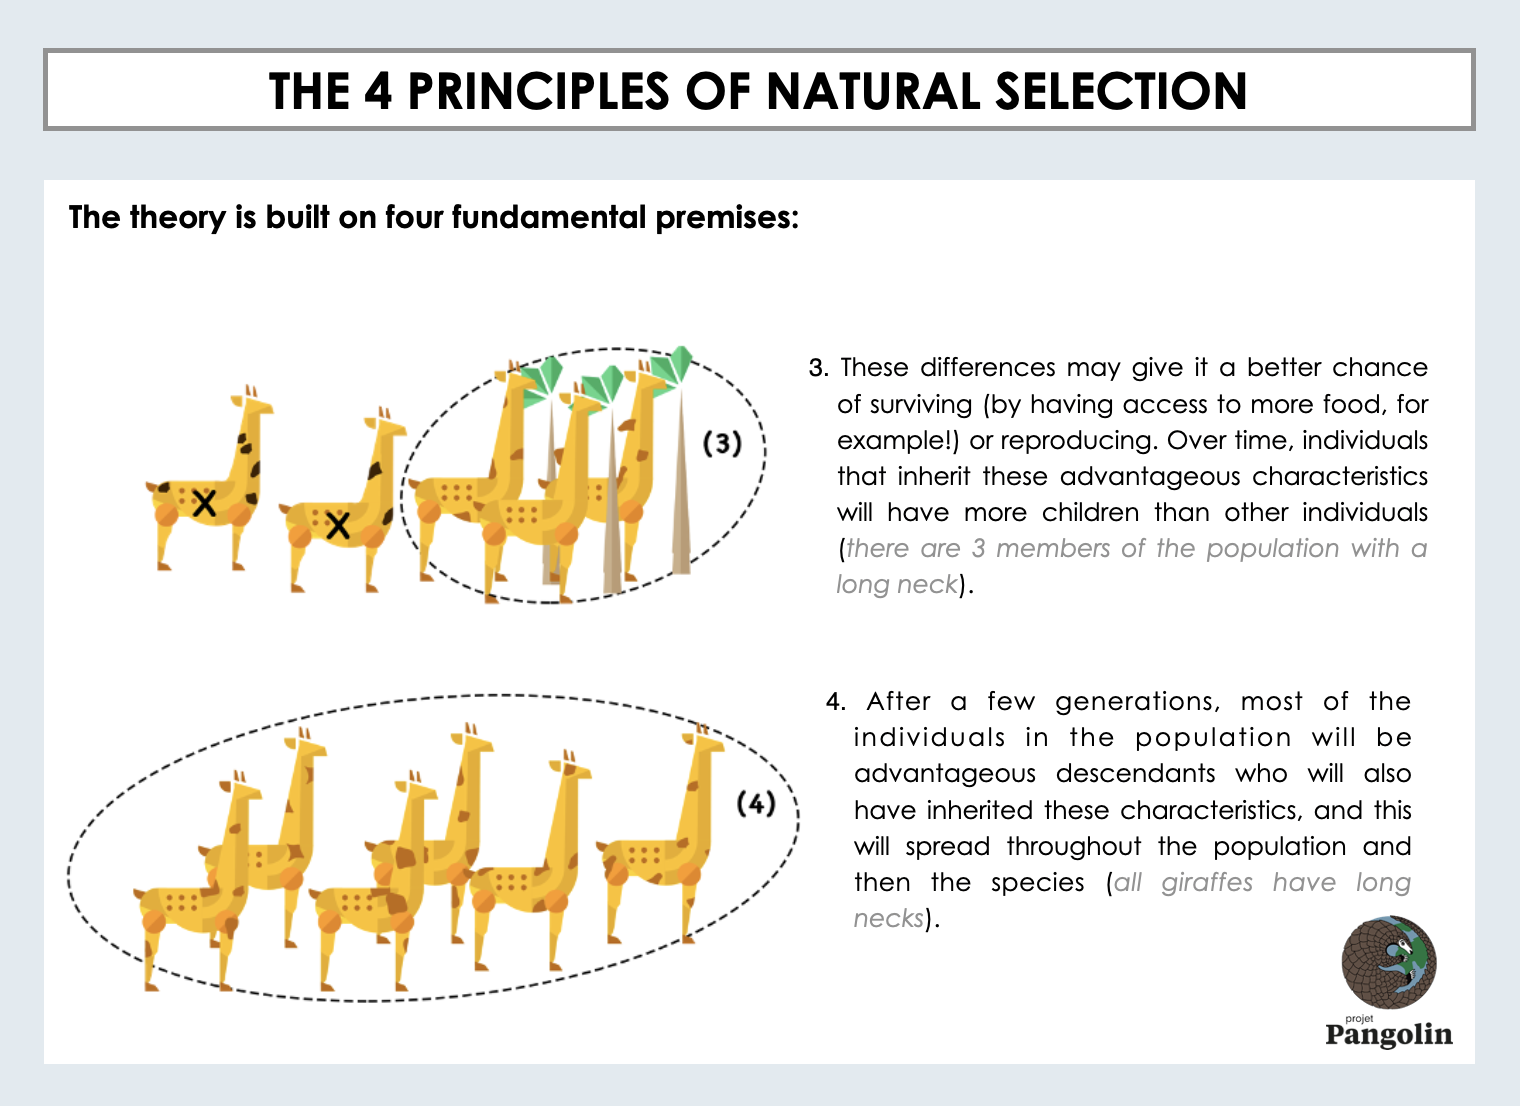 THE 4 PRINCIPLES OF NATURAL SELECTION
The theory is built on four fundamental premises:
(3)
3. These differences may give it a better chance
of surviving (by having access to more food, for
example!) or reproducing. Over time, individuals
that inherit these advantageous characteristics
will have more children than other individuals
(there are 3 members of the population with a
long neck).
X
X
(4)
4. After a few generations, most of the
individuals in the population will be
advantageous descendants who will also
have inherited these characteristics, and this
will spread throughout the population and
then the species (all giraffes have long
necks).
projet
Pangolin